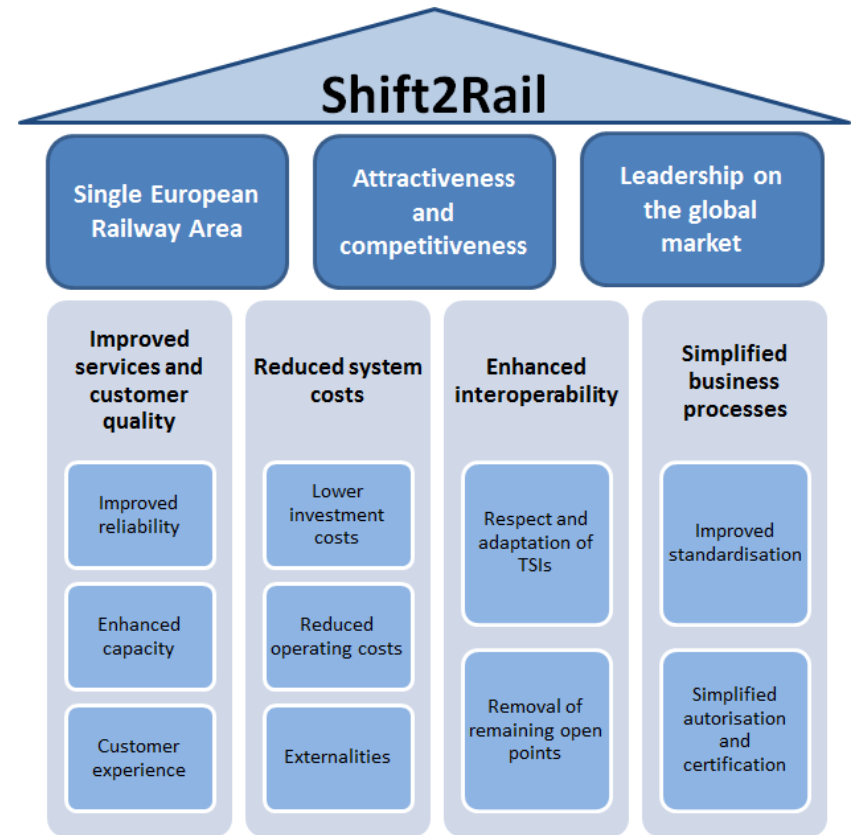 Shift2Rail
Single European
Railway Area
Attractiveness
and
competitiveness
Leadership on
the global
market
Improved
services and
customer
quality
Improved
reliability
Enhanced
capacity
Customer
experience
Reduced system
costs
Lower
investment
costs
Reduced
operating costs
Externalities
Enhanced
interoperability
Respect and
adaptation of
TSIs
Removal of
remaining open
points
Simplified
business
processes
Improved
standardisation
Simplified
autorisation
and
certification